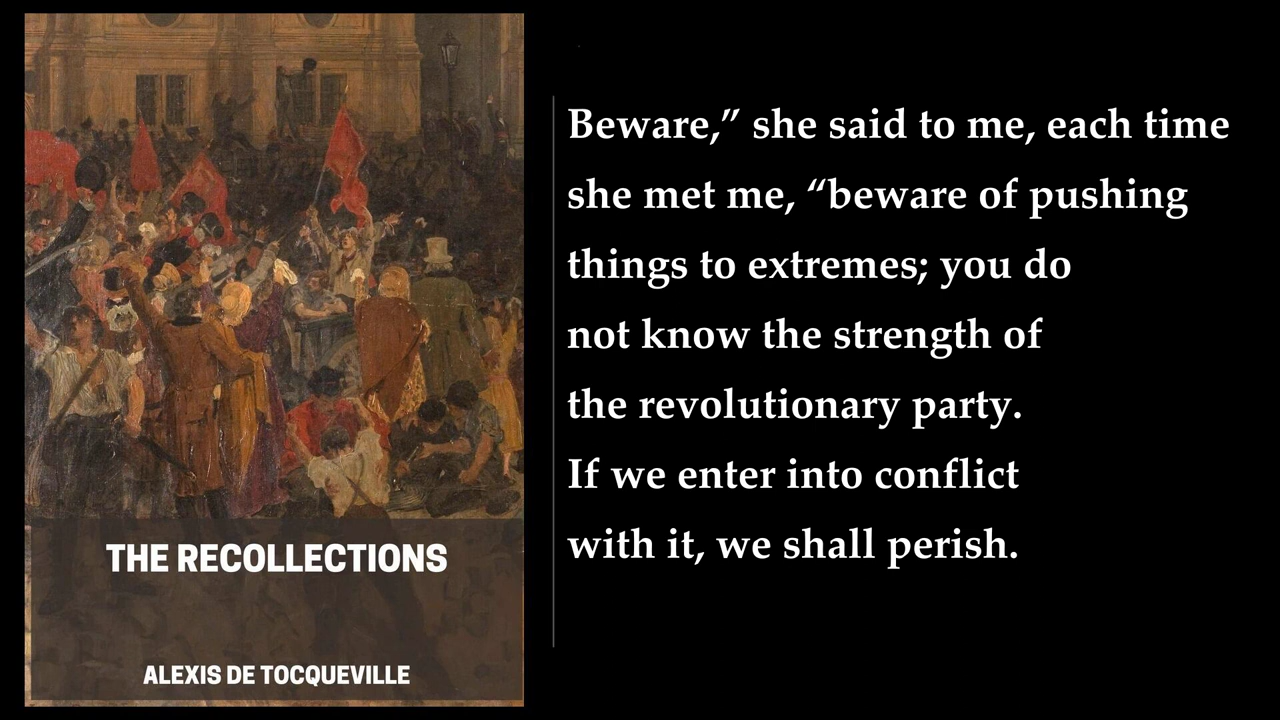 THE RECOLLECTIONS
ALEXIS DE TOCQUEVILLE
Beware,” she said to me, each time
she met me, “beware of pushing
things to extremes; you do
not know the strength of
the revolutionary party.
If we enter into conflict
with it, we shall perish.